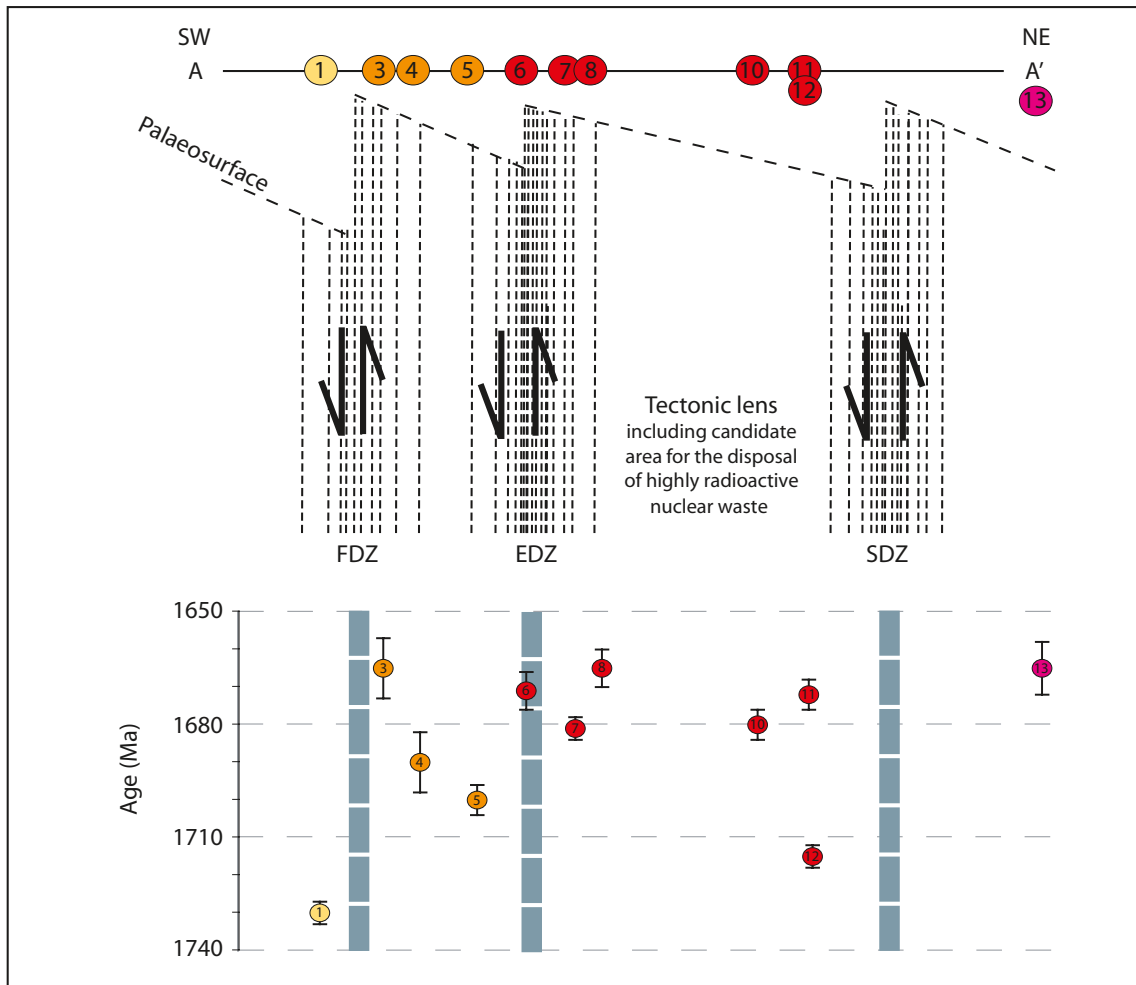 SW
NE
A
1
3
4
5
6
7
8
10
11
A'
12
13
Palaeosurface
Tectonic lens
including candidate
area for the disposal
of highly radioactive
nuclear waste
FDZ
EDZ
SDZ
Age (Ma)
1650
1680
1710
1740
1
3
4
5
6
7
8
10
11
12
13